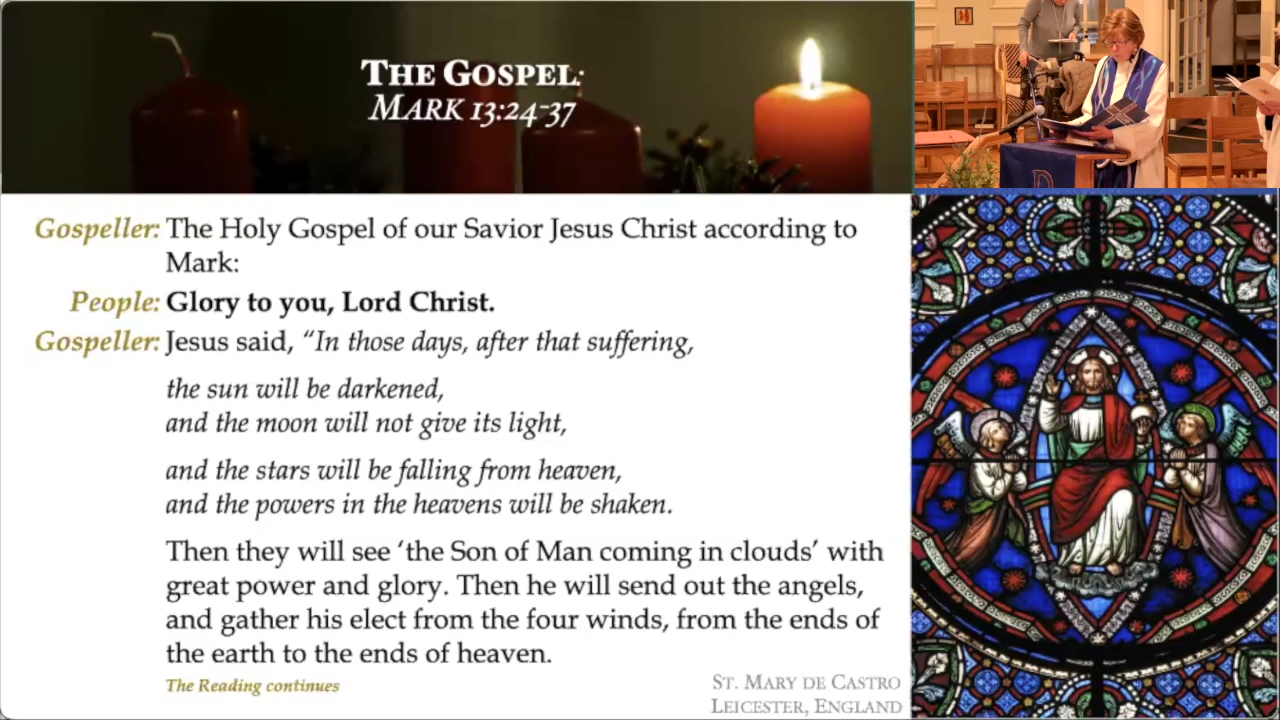 THE GOSPEL:
MARK 13:24-37
Gospeller: The Holy Gospel of our Savior Jesus Christ according to
Mark:
People: Glory to you, Lord Christ.
Gospeller: Jesus said, “In those days, after that suffering,
the sun will be darkened,
and the moon will not give its light,
and the stars will be falling from heaven,
and the powers in the heavens will be shaken.
Then they will see ‘the Son of Man coming in clouds’ with
great power and glory. Then he will send out the angels,
and gather his elect from the four winds, from the ends of
the earth to the ends of heaven.
The Reading continues
ST. MARY DE CASTRO
LEICESTER, ENGLAND